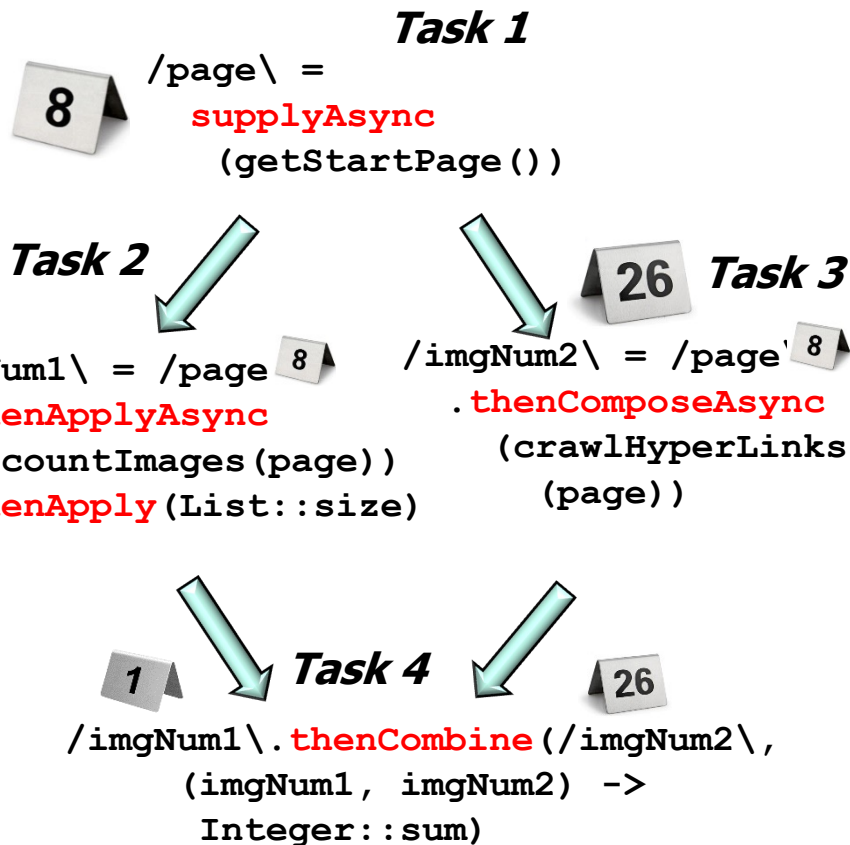 Task 1
/page\ =
8
supplyAsync
(getStartPage())
Task 2
26
Task 3
um1\ = /page
8
enApplyAsync
countImages(page))
enApply(List::size)
/imgNum2\ = /page\
8
.thenComposeAsync
(crawlHyperLinks
(page))
1
Task 4
26
/imgNum1\.thenCombine(/imgNum2\,
(imgNum1, imgNum2) ->
Integer::sum)